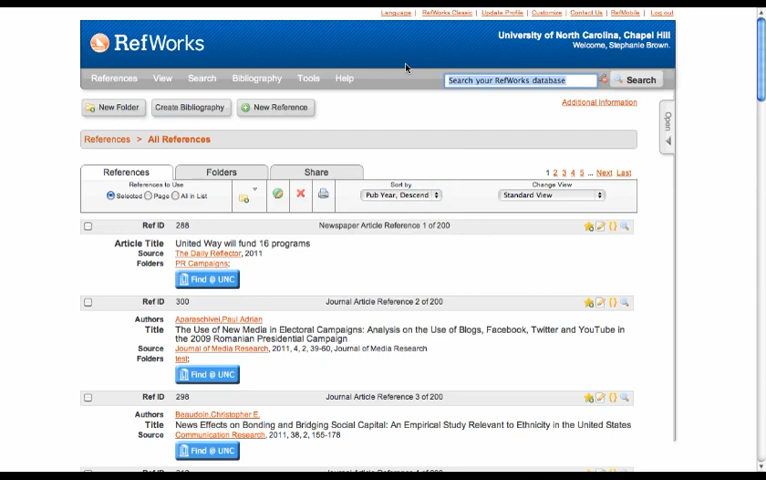 Language | RefWorks Classic | Update Profile | Customize | Contact Us | RefMobile | Log out
RefWorks
University of North Carolina, Chapel Hill
Welcome, Stephanie Brown.
References View Search Bibliography Tools Help
Search your RefWorks database
Search
New Folder
Create Bibliography
New Reference
Additional Information
Open
References > All References
References Folders Share
1 2 3 4 5 ... Next Last
References to Use
Selected Page All in List
Sort by
Pub Year, Descend
Change View
Standard View
Ref ID 288 Newspaper Article Reference 1 of 200
Article Title United Way will fund 16 programs
Source The Daily Reflector, 2011
Folders PR Campaigns;
Find @ UNC
Ref ID 300 Journal Article Reference 2 of 200
Authors Aparaschivei,Paul Adrian
Title The Use of New Media in Electoral Campaigns: Analysis on the Use of Blogs, Facebook, Twitter and YouTube in
the 2009 Romanian Presidential Campaign
Source Journal of Media Research, 2011, 4, 2, 39-60, Journal of Media Research
Folders test;
Find @ UNC
Ref ID 298 Journal Article Reference 3 of 200
Authors Beaudoin,Christopher E.
Title News Effects on Bonding and Bridging Social Capital: An Empirical Study Relevant to Ethnicity in the United States
Source Communication Research, 2011, 38, 2, 155-178
Find @ UNC